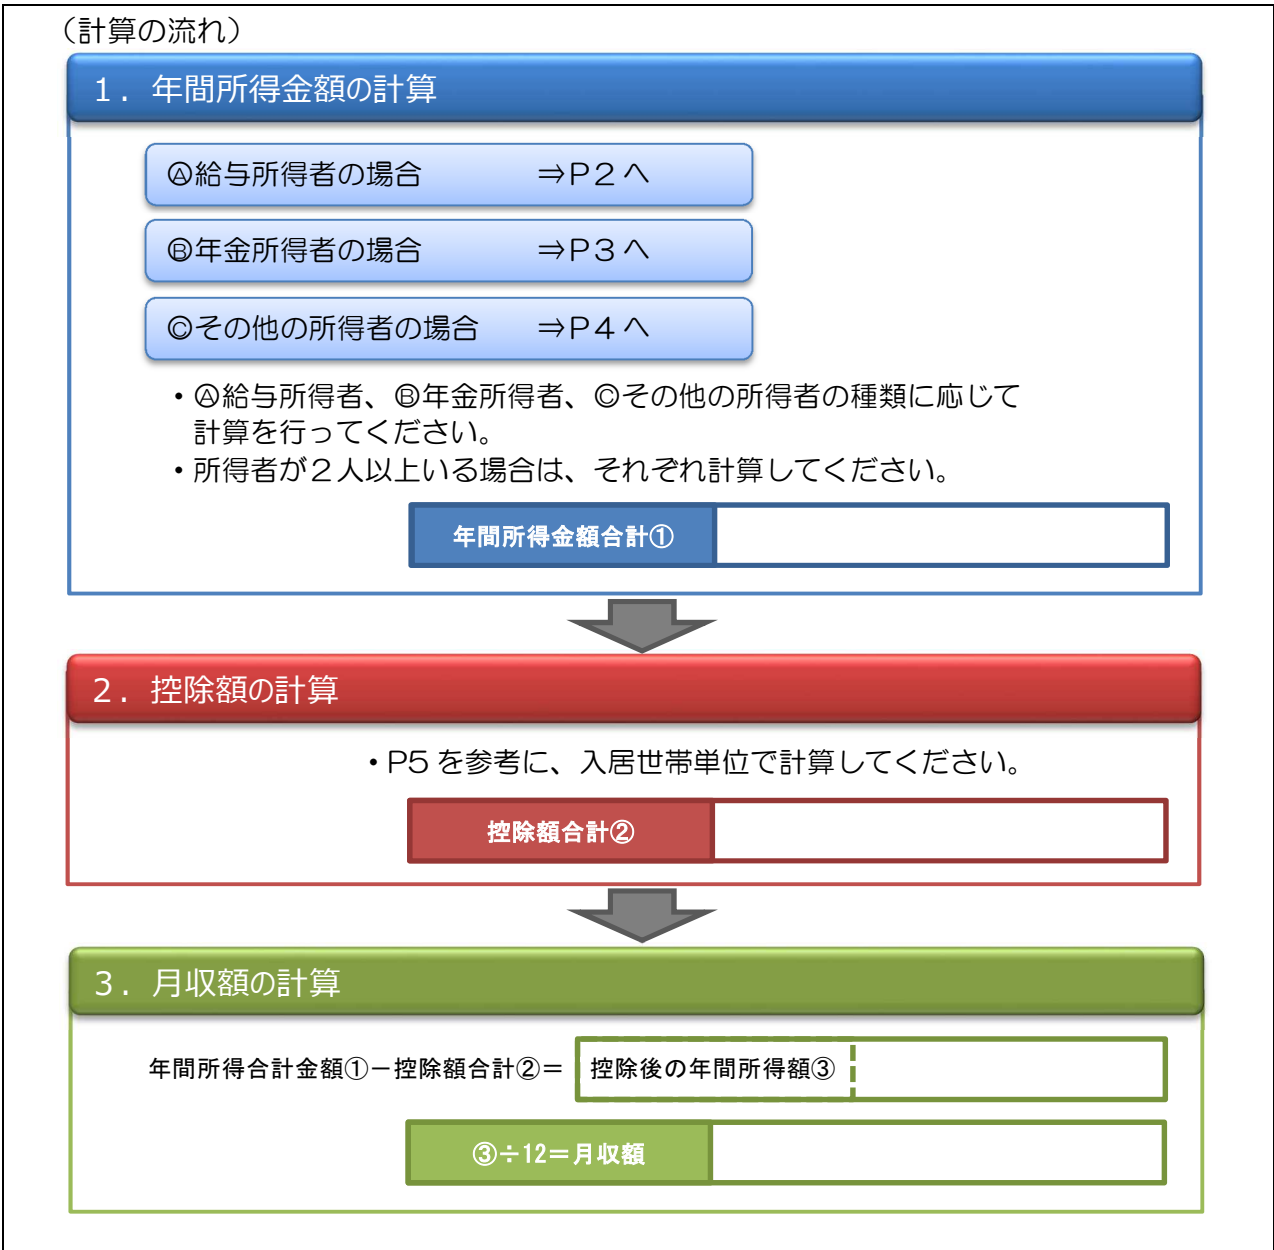 （計算の流れ）
１．年間所得金額の計算
Ⓐ給与所得者の場合　⇒Ｐ２へ
Ⓑ年金所得者の場合　⇒Ｐ３へ
Ⓒその他の所得者の場合　⇒Ｐ４へ
・Ⓐ給与所得者、Ⓑ年金所得者、Ⓒその他の所得者の種類に応じて
計算を行ってください。
・所得者が２人以上いる場合は、それぞれ計算してください。
年間所得金額合計①
２．控除額の計算
・P5 を参考に、入居世帯単位で計算してください。
控除額合計②
３．月収額の計算
年間所得合計金額①－控除額合計②＝　控除後の年間所得額③
③÷12＝月収額